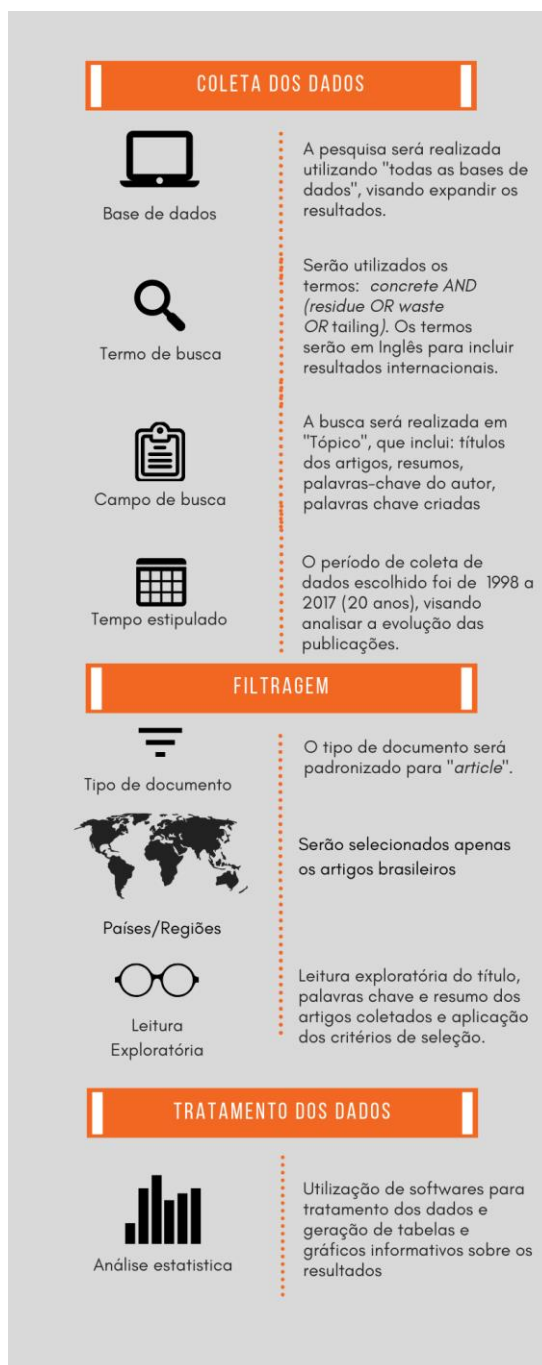 COLETA DOS DADOS
Base de dados
A pesquisa será realizada
utilizando "todas as bases de
dados", visando expandir os
resultados.
Termo de busca
Serão utilizados os
termos: concrete AND
(residue OR waste
OR tailing). Os termos
serão em Inglês para incluir
resultados internacionais.
Campo de busca
A busca será realizada em
"Tópico", que inclui: títulos
dos artigos, resumos,
palavras-chave do autor,
palavras chave criadas
Tempo estipulado
O período de coleta de
dados escolhido foi de 1998 a
2017 (20 anos), visando
analisar a evolução das
publicações.
FILTRAGEM
Tipo de documento
O tipo de documento será
padronizado para "article".
Países/Regiões
Serão selecionados apenas
os artigos brasileiros
Leitura
Exploratória
Leitura exploratória do título,
palavras chave e resumo dos
artigos coletados e aplicação
dos critérios de seleção.
TRATAMENTO DOS DADOS
Análise estatistica
Utilização de softwares para
tratamento dos dados e
geração de tabelas e
gráficos informativos sobre os
resultados